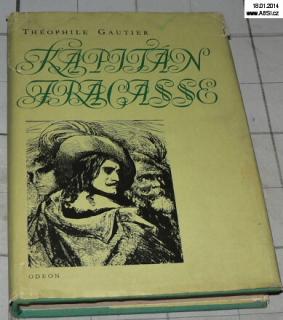 18.01.2014
www.ABSI.cz
THÉOPHILE GAUTIER
KAPITÁN
FRACASSE
ODEON